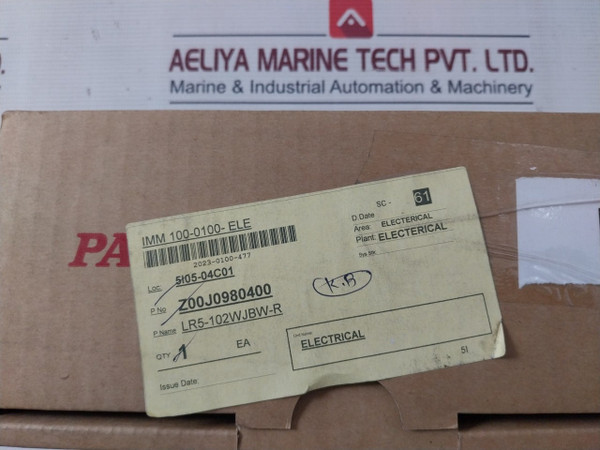 AELIYA MARINE TECH PVT. LTD.
Marine & Industrial Automation & Machinery
PA
IMM 100-0100- ELE
2023-0100-477
Loc. 5I05-04C01
P No Z00J0980400
P Name LR5-102WJBW-R
QTY 1 EA
Issue Date:
SC - 61
D.Date
Area: ELECTERICAL
Plant: ELECTERICAL
K.B
ELECTRICAL
5I